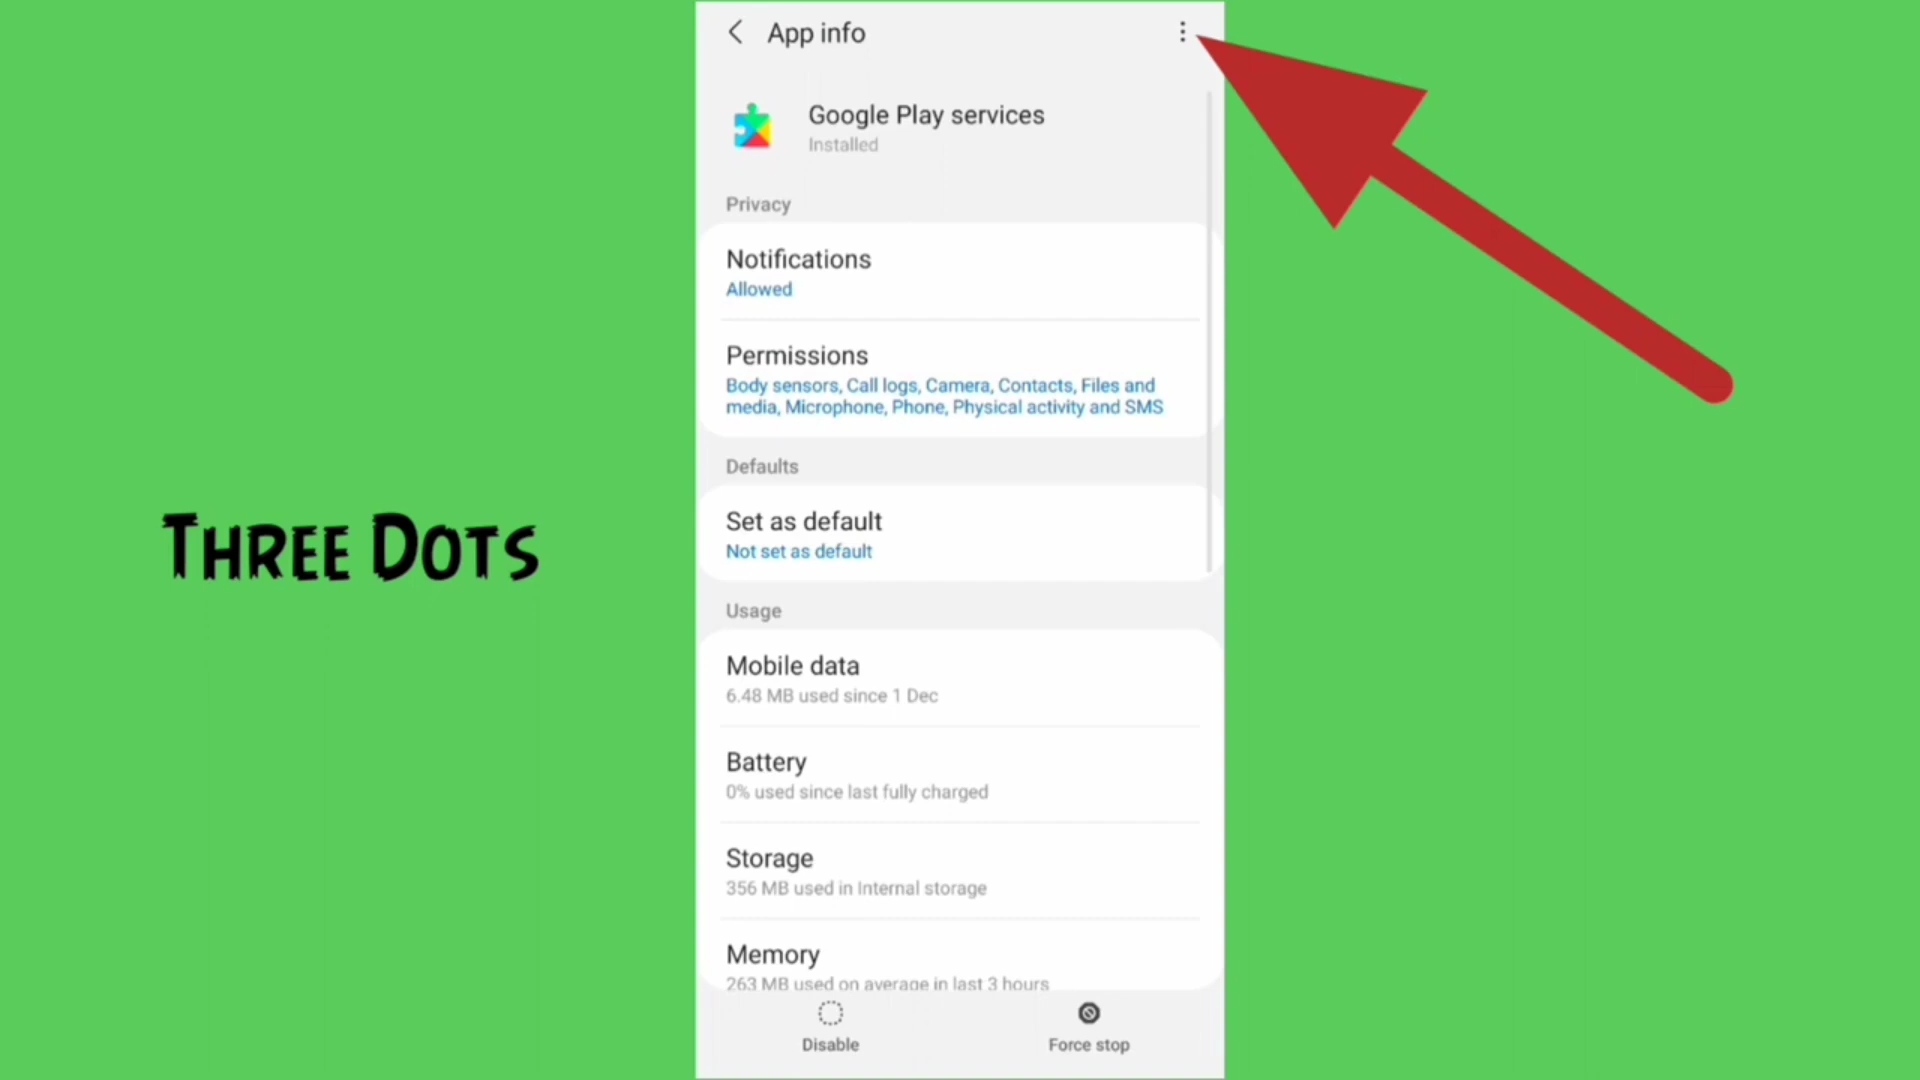 App info
Google Play services
Installed
Privacy
Notifications
Allowed
Permissions
Body sensors, Call logs, Camera, Contacts, Files and
media, Microphone, Phone, Physical activity and SMS
Defaults
Set as default
Not set as default
Three Dots
Usage
Mobile data
6.48 MB used since 1 Dec
Battery
0% used since last fully charged
Storage
356 MB used in Internal storage
Memory
263 MB used on average in last 3 hours
Disable
Force stop